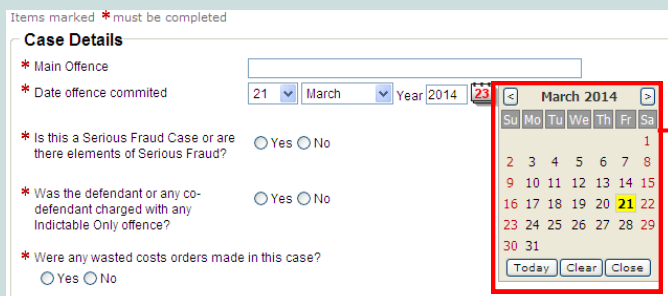 Items marked * must be completed
Case Details
* Main Offence
* Date offence commited 21 March Year 2014 23
* Is this a Serious Fraud Case or are
there elements of Serious Fraud?
Yes No
* Was the defendant or any co-
defendant charged with any
Indictable Only offence?
Yes No
* Were any wasted costs orders made in this case?
Yes No
< March 2014 >
Su Mo Tu We Th Fr Sa
1
2 3 4 5 6 7 8
9 10 11 12 13 14 15
16 17 18 19 20 21 22
23 24 25 26 27 28 29
30 31
Today Clear Close